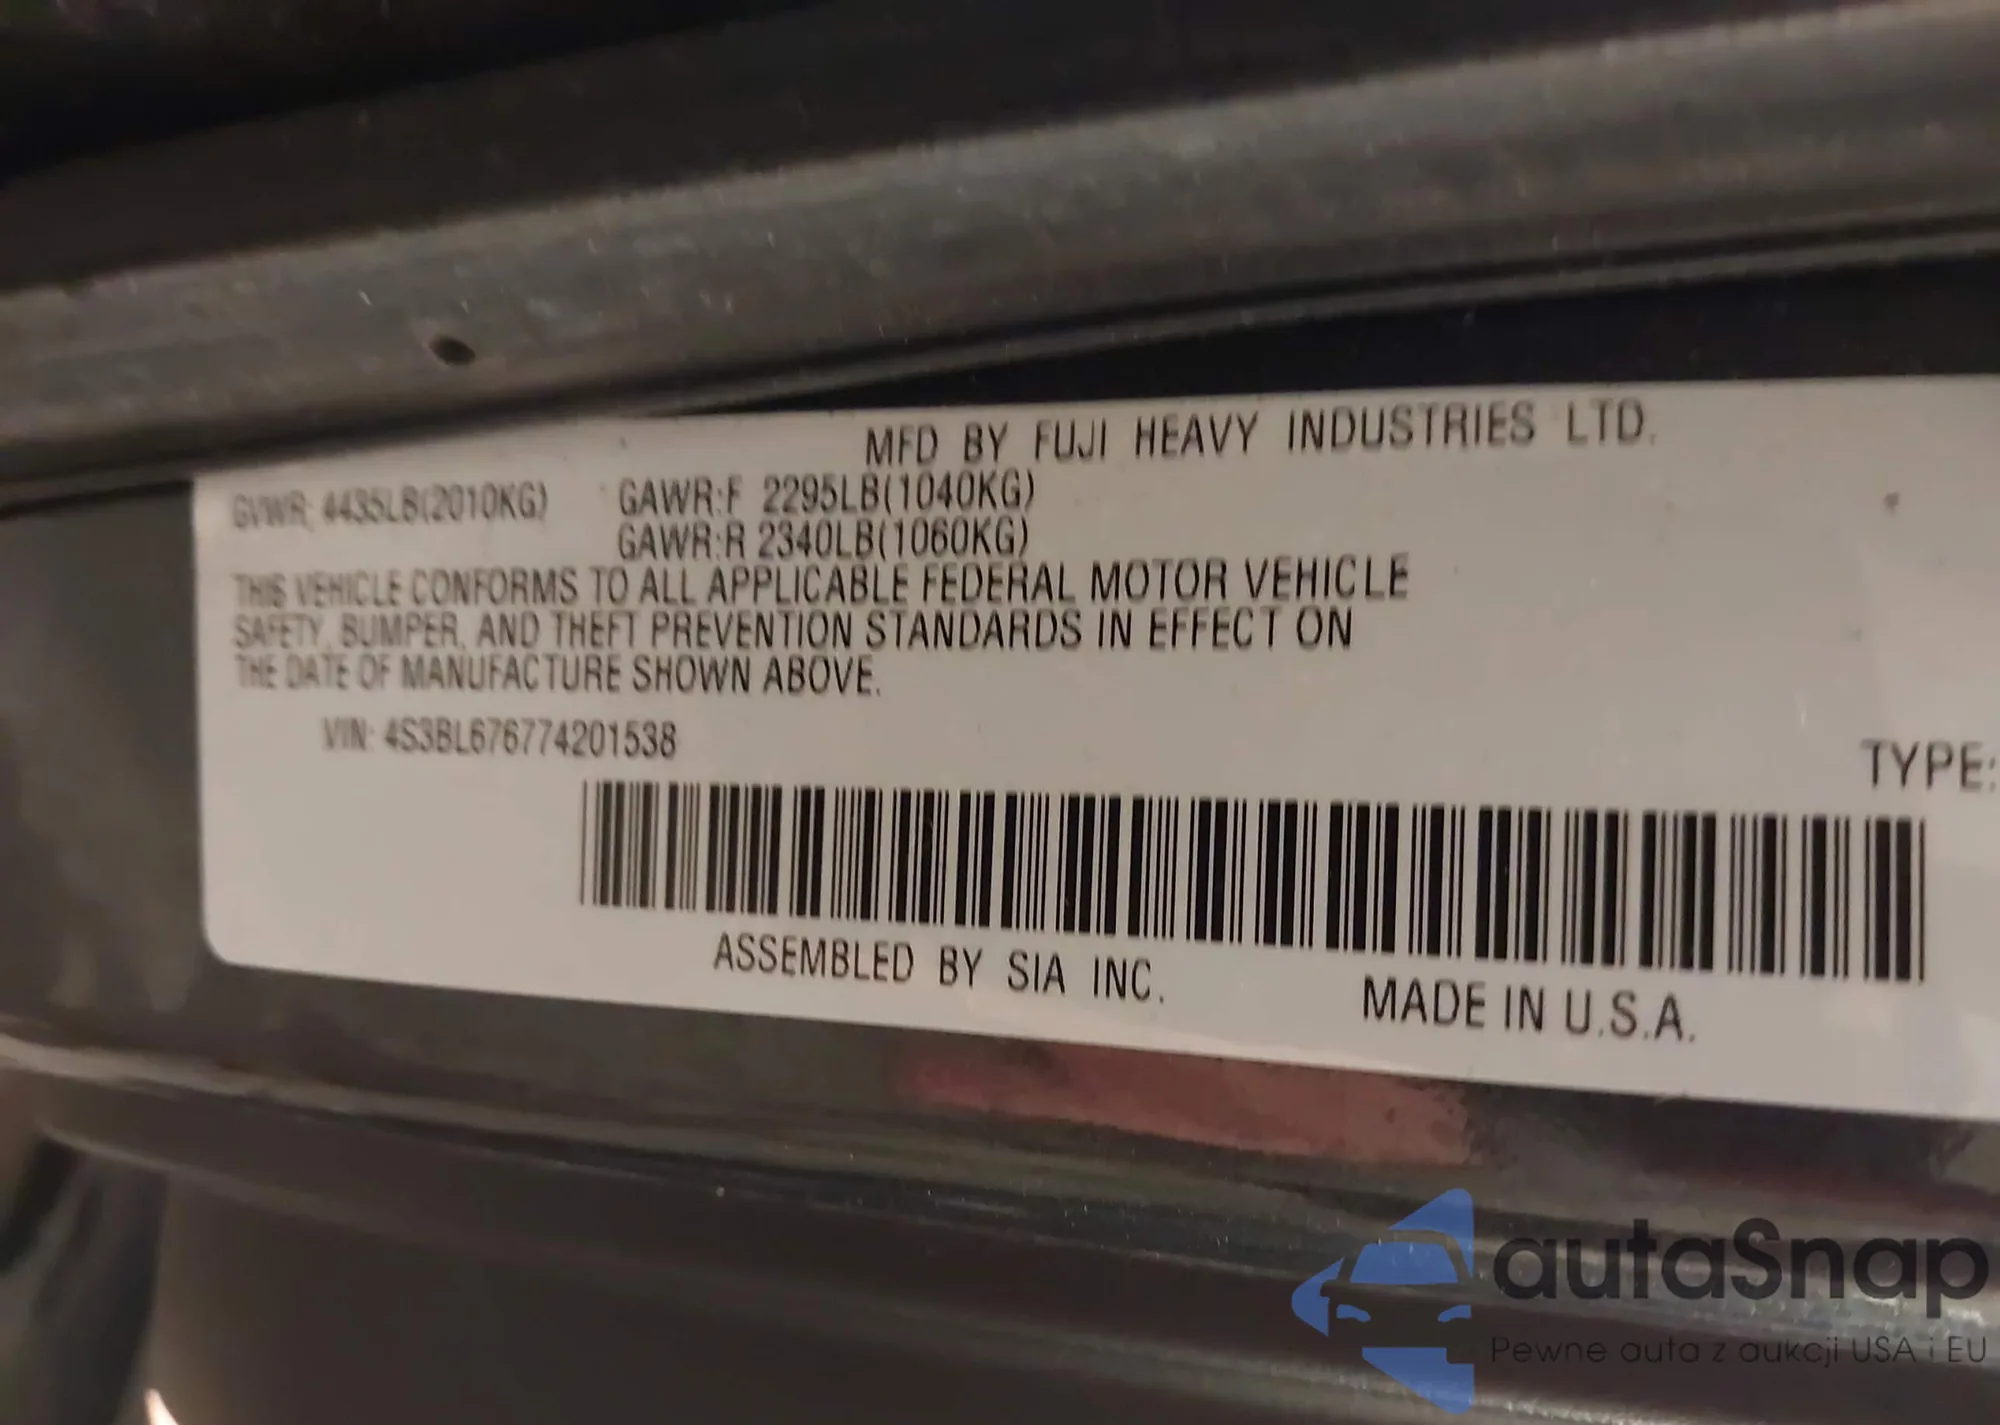 MFD BY FUJI HEAVY INDUSTRIES LTD.
GVWR: 4435LB(2010KG) GAWR:F 2295LB(1040KG)
GAWR:R 2340LB(1060KG)
THIS VEHICLE CONFORMS TO ALL APPLICABLE FEDERAL MOTOR VEHICLE
SAFETY, BUMPER, AND THEFT PREVENTION STANDARDS IN EFFECT ON
THE DATE OF MANUFACTURE SHOWN ABOVE.
VIN: 4S3BL676774201538
TYPE:
ASSEMBLED BY SIA INC.
MADE IN U.S.A.
autaSnap
Pewne auta z aukcji USA i EU